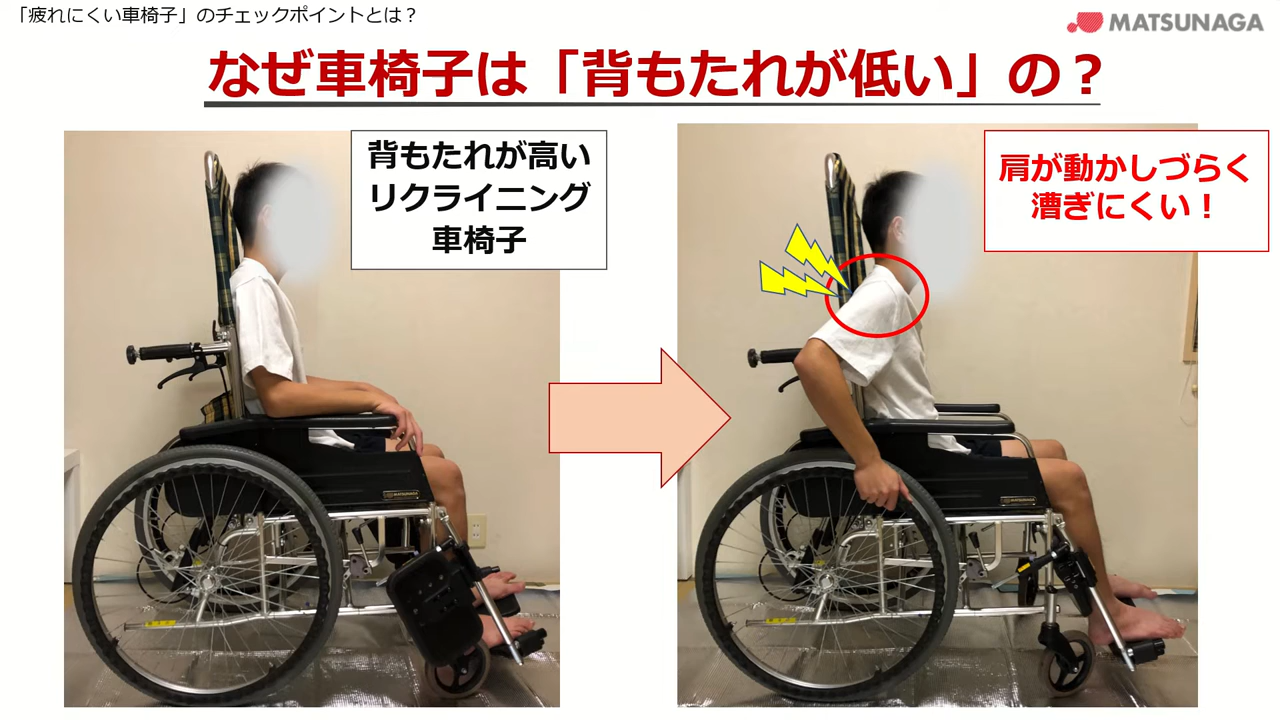 「疲れにくい車椅子」のチェックポイントとは？
MATSUNAGA
なぜ車椅子は「背もたれが低い」の？
背もたれが高い
リクライニング
車椅子
肩が動かしづらく
漕ぎにくい！
MATSUNAGA
MATSUNAGA